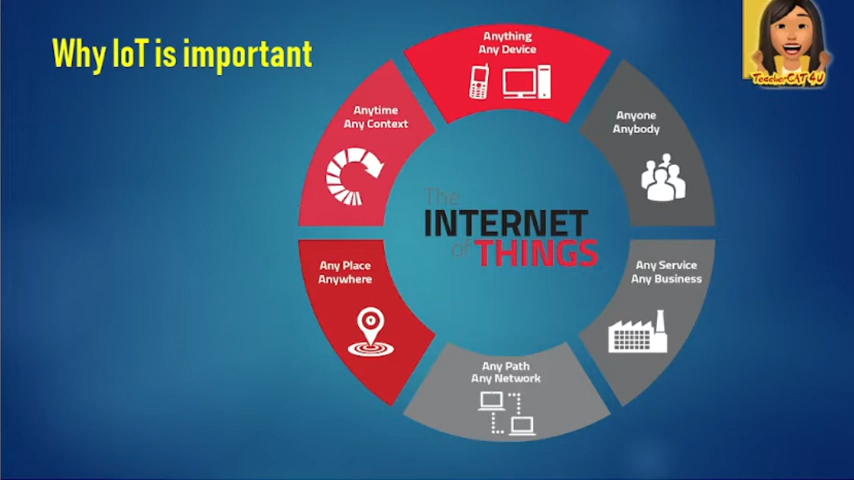 Why IoT is important
Anything
Any Device
Anyone
Anybody
Any Service
Any Business
Any Path
Any Network
Any Place
Anywhere
Anytime
Any Context
The
INTERNET
of THINGS
TeacherCAT 4U